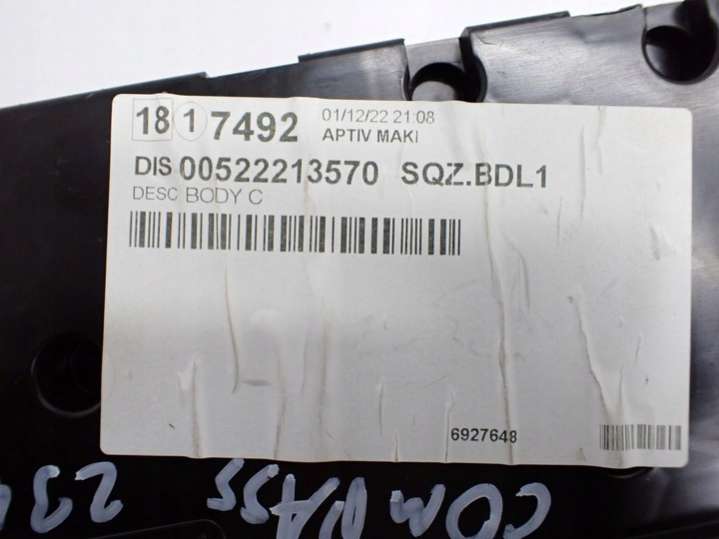 18 1 7492 01/12/22 21:08
APTIV MAKI
DIS 00522213570 SQZ.BDL1
DESC BODY C
6927648
COMPASS